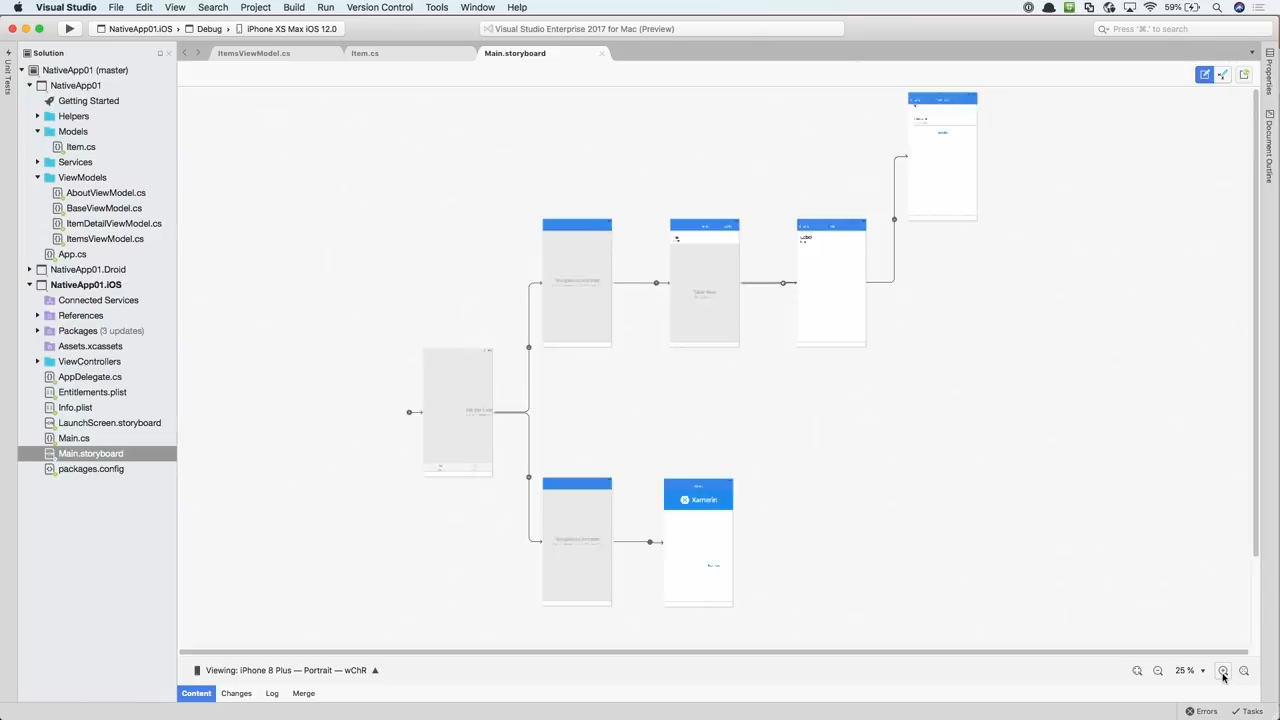 Visual Studio File Edit View Search Project Build Run Version Control Tools Window Help 59%
NativeApp01.iOS Debug iPhone XS Max iOS 12.0 Visual Studio Enterprise 2017 for Mac (Preview) Press '⌘.' to search
Solution ItemsViewModel.cs Item.cs Main.storyboard
Unit Tests
Properties
Document Outline
NativeApp01 (master)
NativeApp01
Getting Started
Helpers
Models
Item.cs
Services
ViewModels
AboutViewModel.cs
BaseViewModel.cs
ItemDetailViewModel.cs
ItemsViewModel.cs
App.cs
NativeApp01.Droid
NativeApp01.iOS
Connected Services
References
Packages (3 updates)
Assets.xcassets
ViewControllers
AppDelegate.cs
Entitlements.plist
Info.plist
LaunchScreen.storyboard
Main.cs
Main.storyboard
packages.config
Xamarin
Viewing: iPhone 8 Plus — Portrait — wChR 25 %
Content Changes Log Merge
Errors Tasks